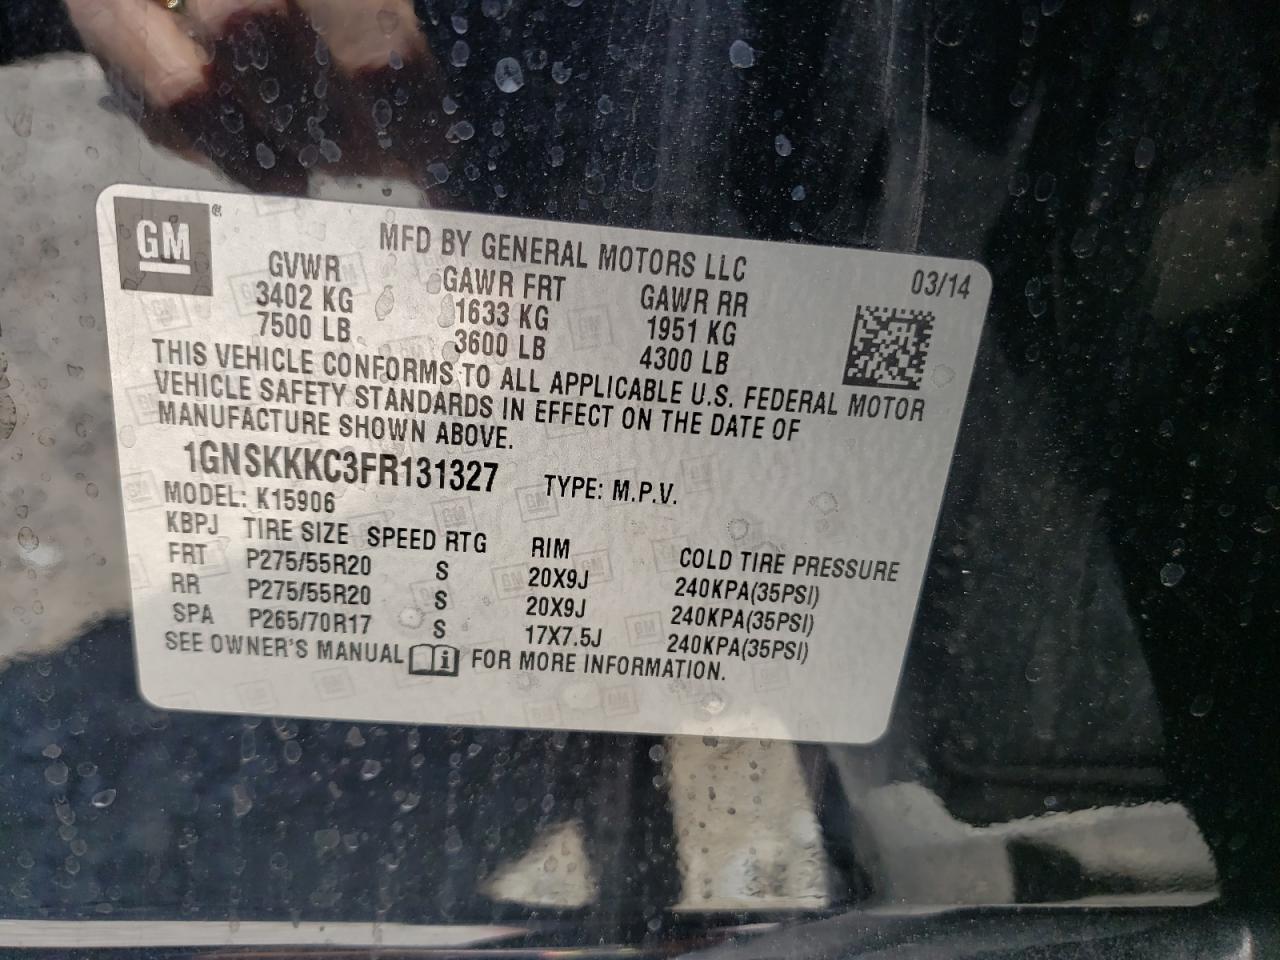 GM®
MFD BY GENERAL MOTORS LLC
03/14
GVWR GAWR FRT GAWR RR
3402 KG 1633 KG 1951 KG
7500 LB 3600 LB 4300 LB
THIS VEHICLE CONFORMS TO ALL APPLICABLE U.S. FEDERAL MOTOR
VEHICLE SAFETY STANDARDS IN EFFECT ON THE DATE OF
MANUFACTURE SHOWN ABOVE.
1GNSKKKC3FR131327 TYPE: M.P.V.
MODEL: K15906
KBPJ TIRE SIZE SPEED RTG RIM COLD TIRE PRESSURE
FRT P275/55R20 S 20X9J 240KPA(35PSI)
RR P275/55R20 S 20X9J 240KPA(35PSI)
SPA P265/70R17 S 17X7.5J 240KPA(35PSI)
SEE OWNER'S MANUAL i FOR MORE INFORMATION.